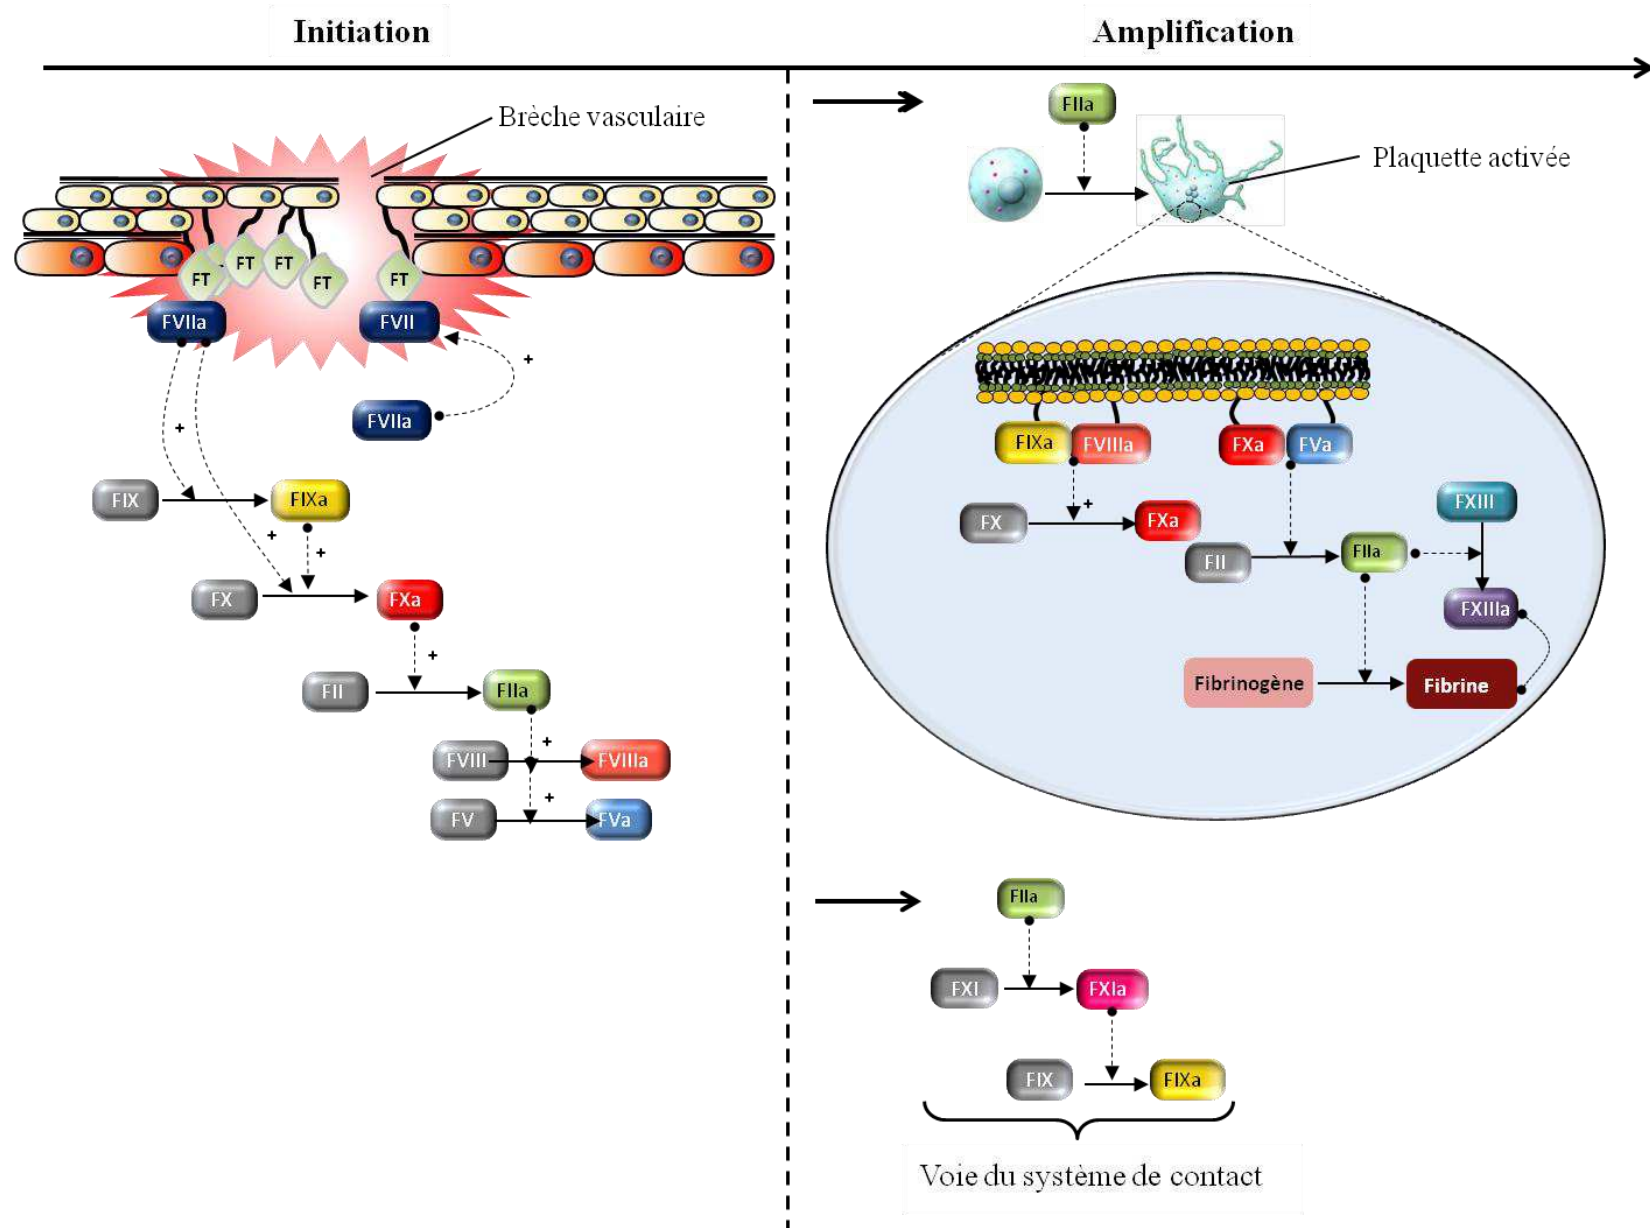 Initiation
Amplification
Brèche vasculaire
FT
FT
FT
FT
FT
FVIIa
FVII
+
FVIIa
+
FIX
FIXa
+
+
FX
FXa
+
FII
FIIa
+
FVIII
FVIIIa
+
FV
FVa
FIIa
Plaquette activée
FIXa
FVIIIa
FXa
FVa
+
FX
FXa
FXIII
FII
FIIa
FXIIIa
Fibrinogène
Fibrine
FIIa
FXI
FXIa
FIX
FIXa
Voie du système de contact